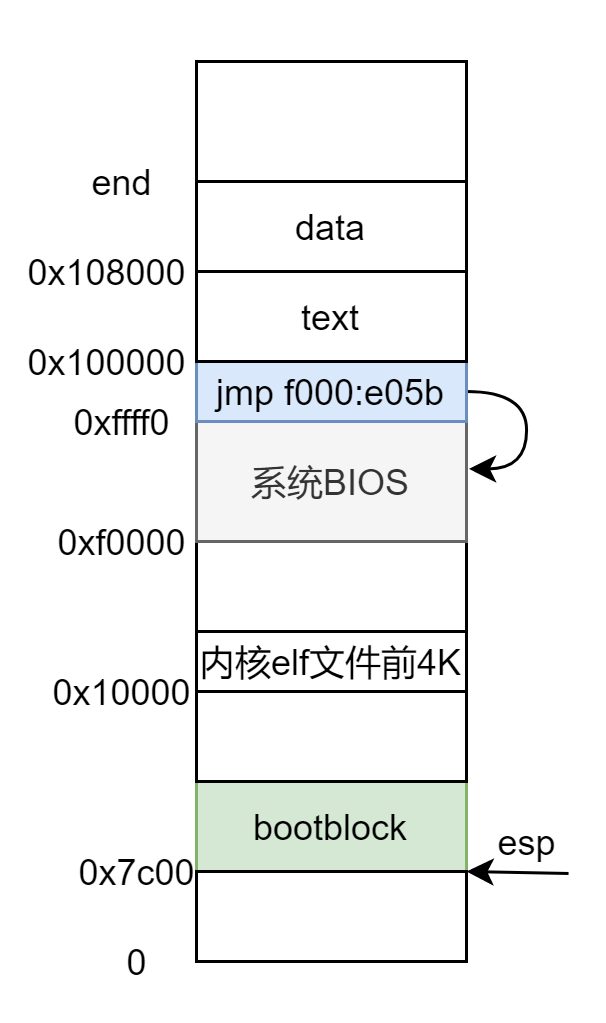 end
data
0x108000
text
0x100000
jmp f000:e05b
0xffff0
系统BIOS
0xf0000
内核elf文件前4K
0x10000
bootblock
esp
0x7c00
0